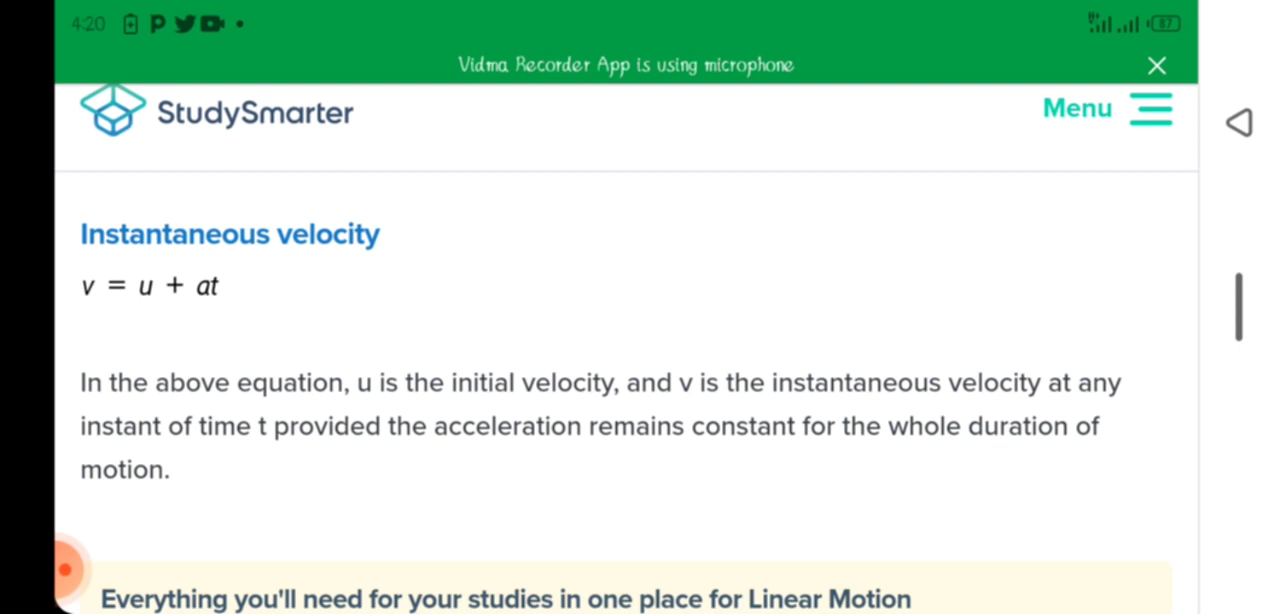 4:20
87
Vidma Recorder App is using microphone
StudySmarter
Menu
Instantaneous velocity
v = u + at
In the above equation, u is the initial velocity, and v is the instantaneous velocity at any
instant of time t provided the acceleration remains constant for the whole duration of
motion.
Everything you'll need for your studies in one place for Linear Motion